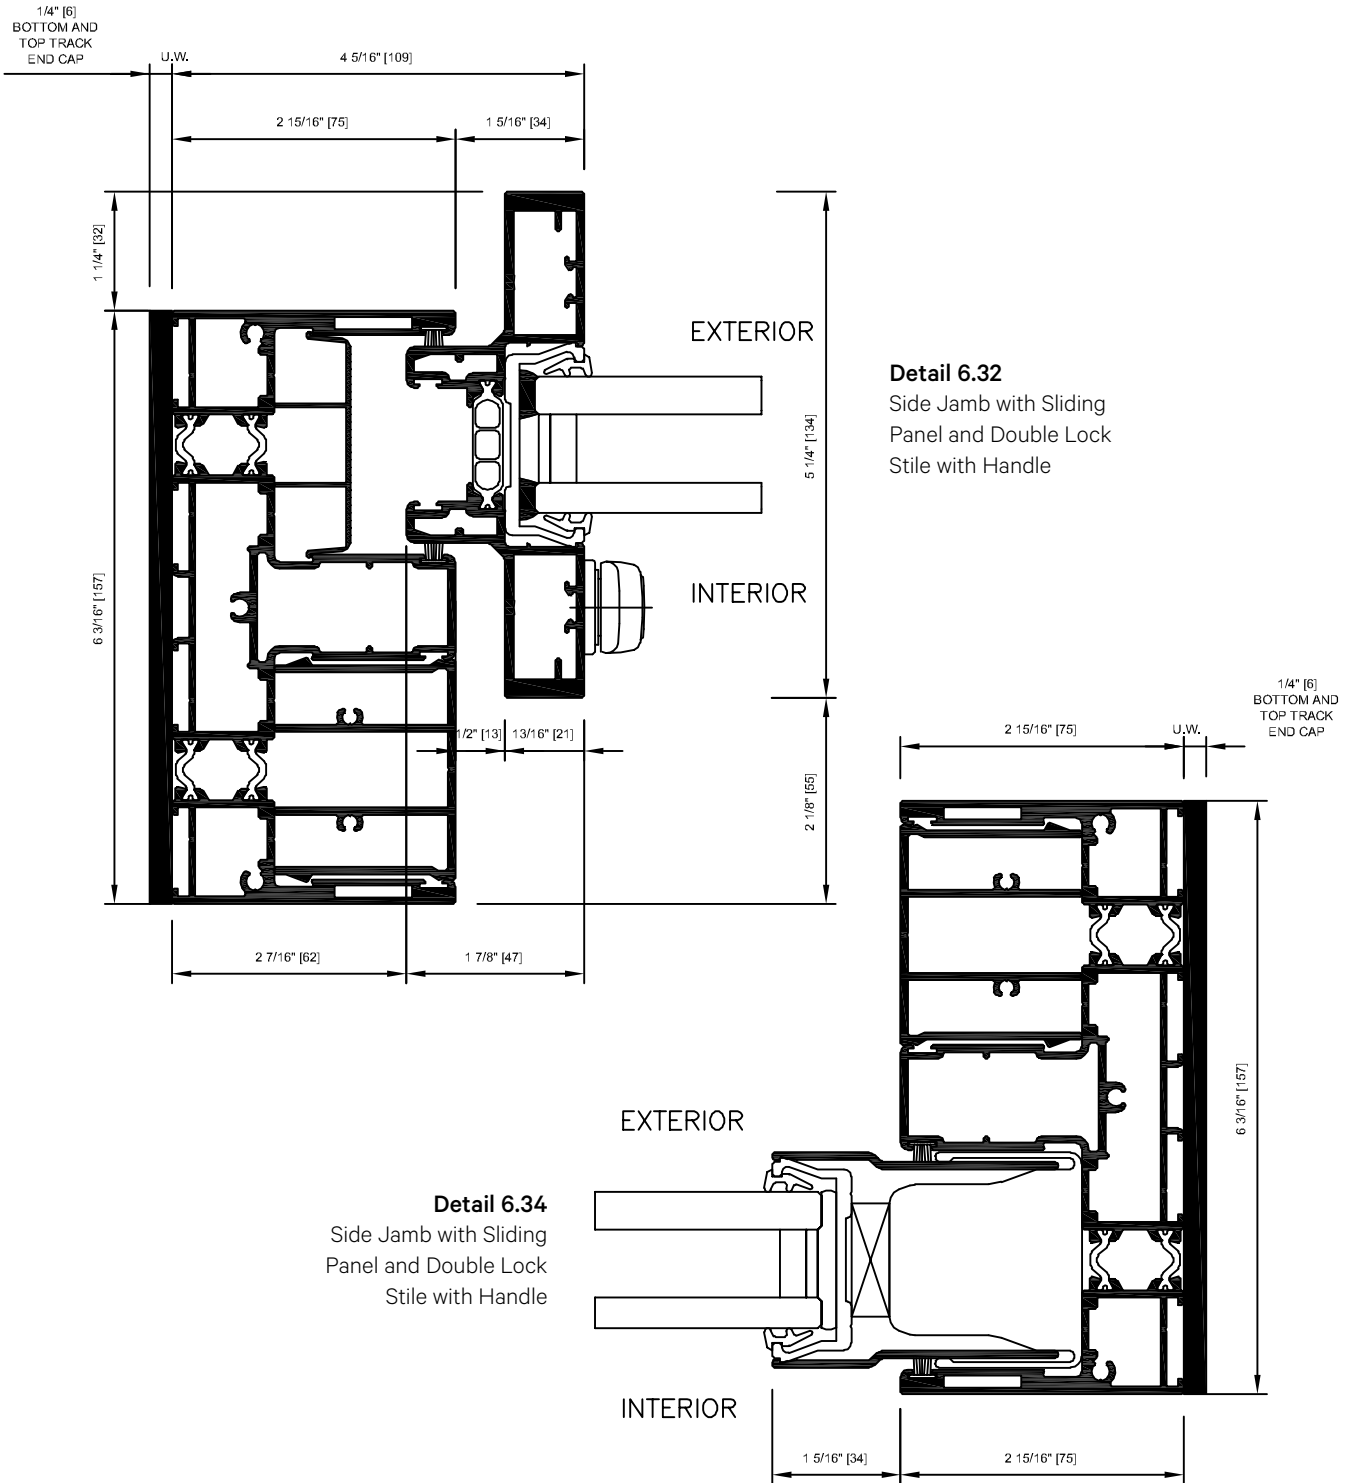 1/4" [6]
BOTTOM AND
TOP TRACK
END CAP
U.W.
4 5/16" [109]
2 15/16" [75]
1 5/16" [34]
1 1/4" [32]
EXTERIOR
Detail 6.32
Side Jamb with Sliding
Panel and Double Lock
Stile with Handle
5 1/4" [134]
6 3/16" [157]
INTERIOR
1/2" [13]
13/16" [21]
2 1/8" [55]
2 7/16" [62]
1 7/8" [47]
1/4" [6]
BOTTOM AND
TOP TRACK
END CAP
U.W.
2 15/16" [75]
6 3/16" [157]
EXTERIOR
Detail 6.34
Side Jamb with Sliding
Panel and Double Lock
Stile with Handle
INTERIOR
1 5/16" [34]
2 15/16" [75]